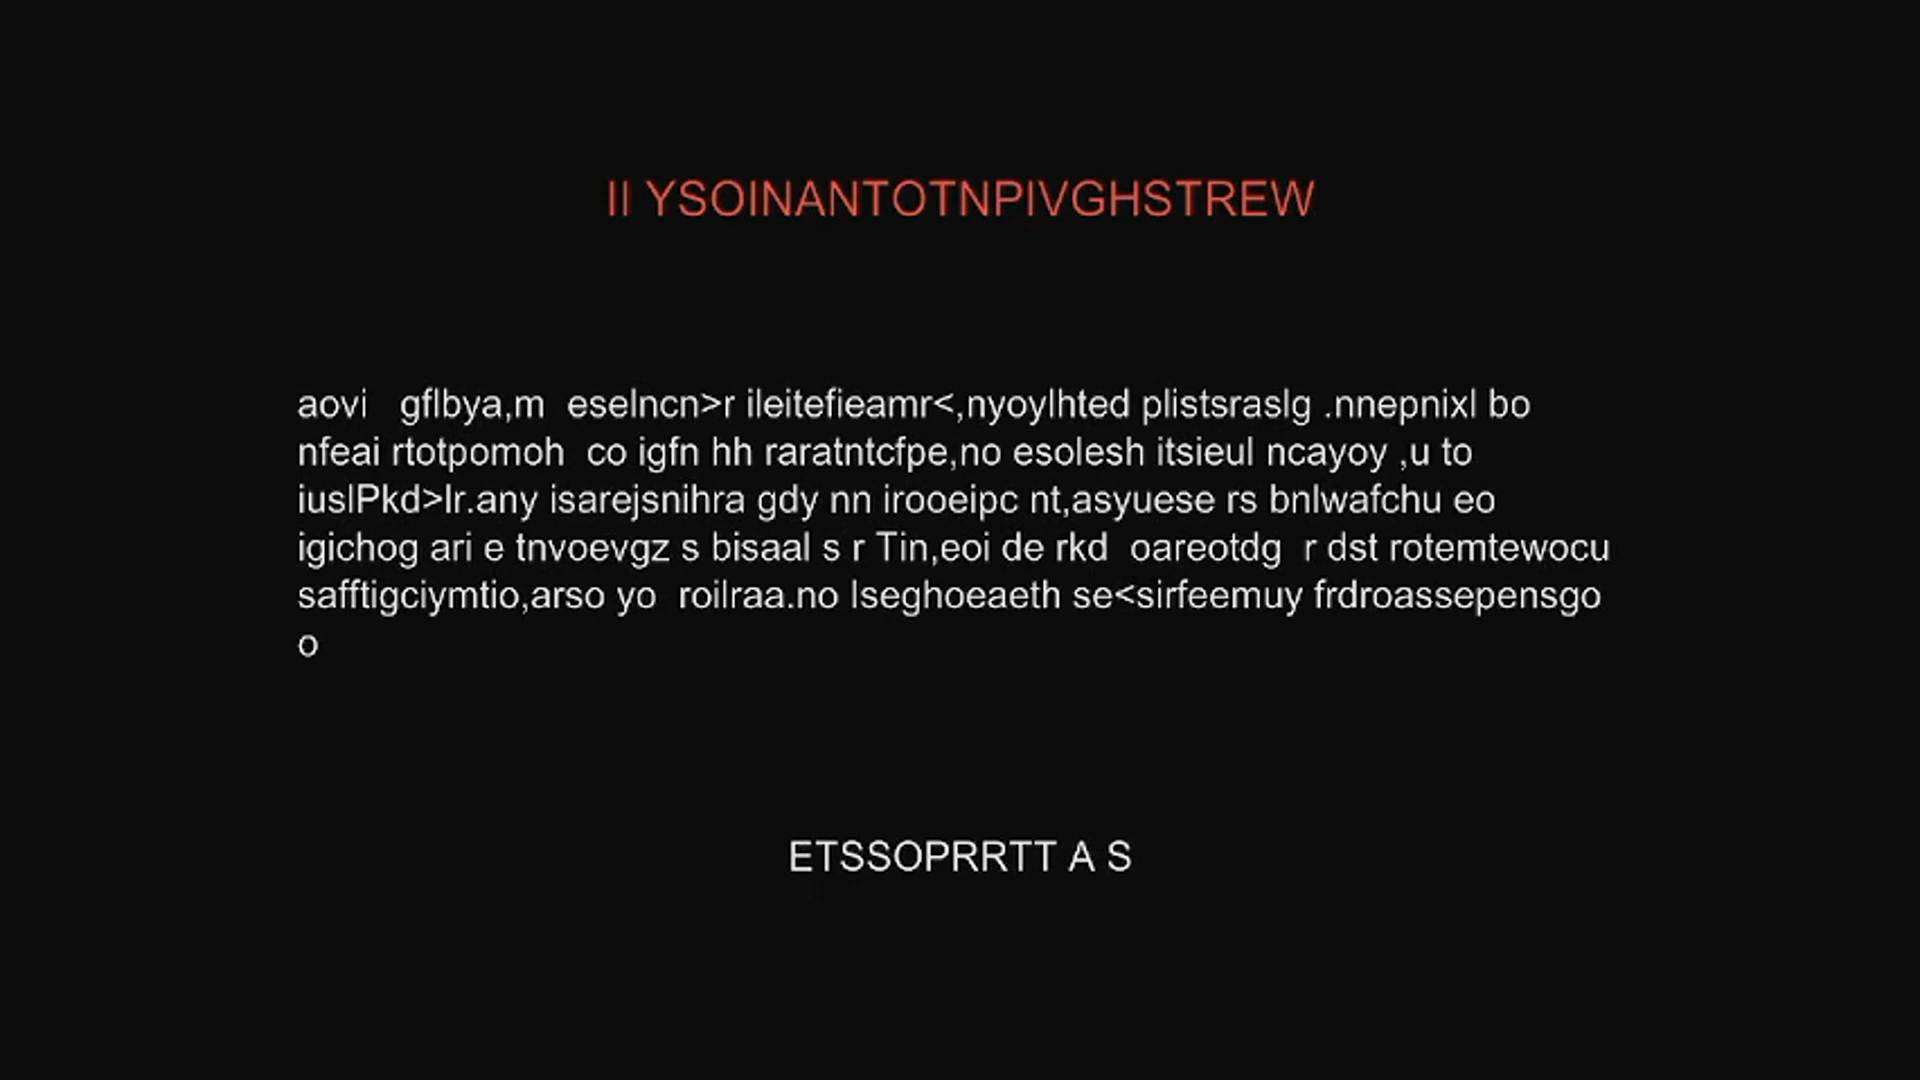 II YSOINANTOTNPIVGHSTREW
aovi   gflbya,m  eselncn>r ileitefieamr<,nyoylhted plistsraslg .nnepnixl bo
nfeai rtotpomoh  co igfn hh raratntcfpe,no esolesh itsieul ncayoy ,u to
iuslPkd>lr.any isarejsnihra gdy nn irooeipc nt,asyuese rs bnlwafchu eo
igichog ari e tnvoevgz s bisaal s r Tin,eoi de rkd  oareotdg  r dst rotemtewocu
safftigciymtio,arso yo  roilraa.no lseghoeaeth se<sirfeemuy frdroassepensgo
o
ETSSOPRRTT A S